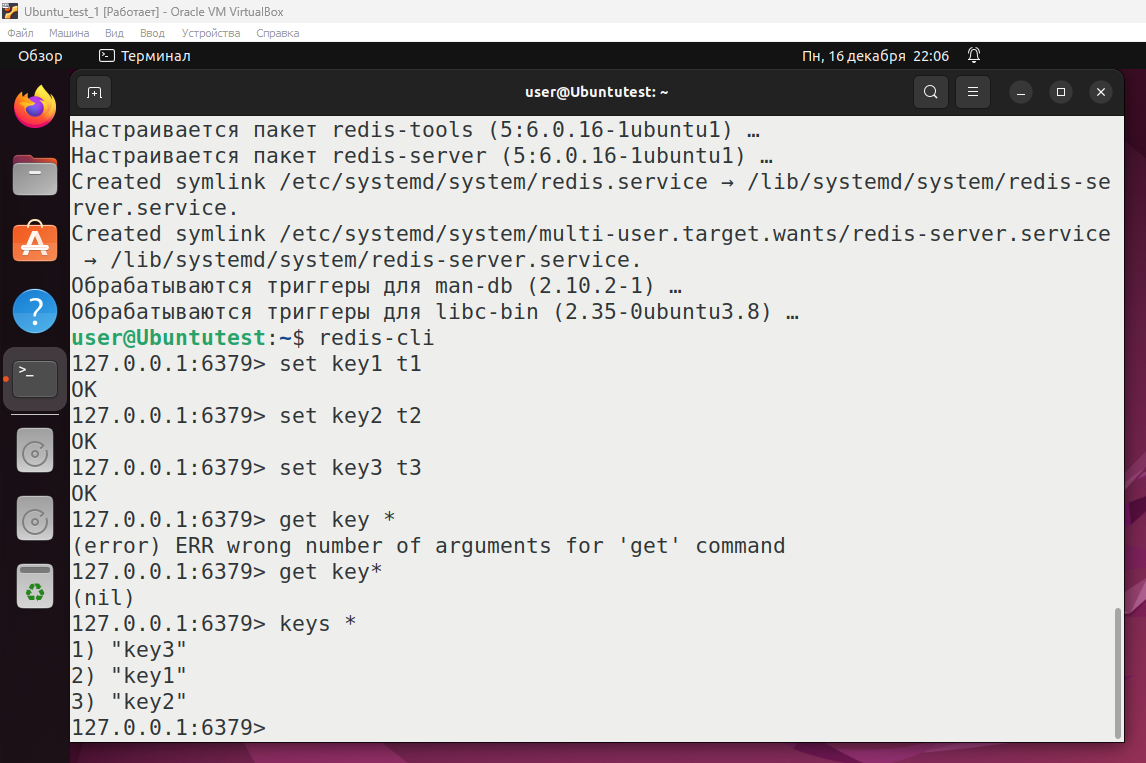 Ubuntu_test_1 [Работает] - Oracle VM VirtualBox
Файл Машина Вид Ввод Устройства Справка
Обзор Терминал Пн, 16 декабря 22:06
user@Ubuntutest: ~
Настраивается пакет redis-tools (5:6.0.16-1ubuntu1) …
Настраивается пакет redis-server (5:6.0.16-1ubuntu1) …
Created symlink /etc/systemd/system/redis.service → /lib/systemd/system/redis-se
rver.service.
Created symlink /etc/systemd/system/multi-user.target.wants/redis-server.service
 → /lib/systemd/system/redis-server.service.
Обрабатываются триггеры для man-db (2.10.2-1) …
Обрабатываются триггеры для libc-bin (2.35-0ubuntu3.8) …
user@Ubuntutest:~$ redis-cli
127.0.0.1:6379> set key1 t1
OK
127.0.0.1:6379> set key2 t2
OK
127.0.0.1:6379> set key3 t3
OK
127.0.0.1:6379> get key *
(error) ERR wrong number of arguments for 'get' command
127.0.0.1:6379> get key*
(nil)
127.0.0.1:6379> keys *
1) "key3"
2) "key1"
3) "key2"
127.0.0.1:6379>